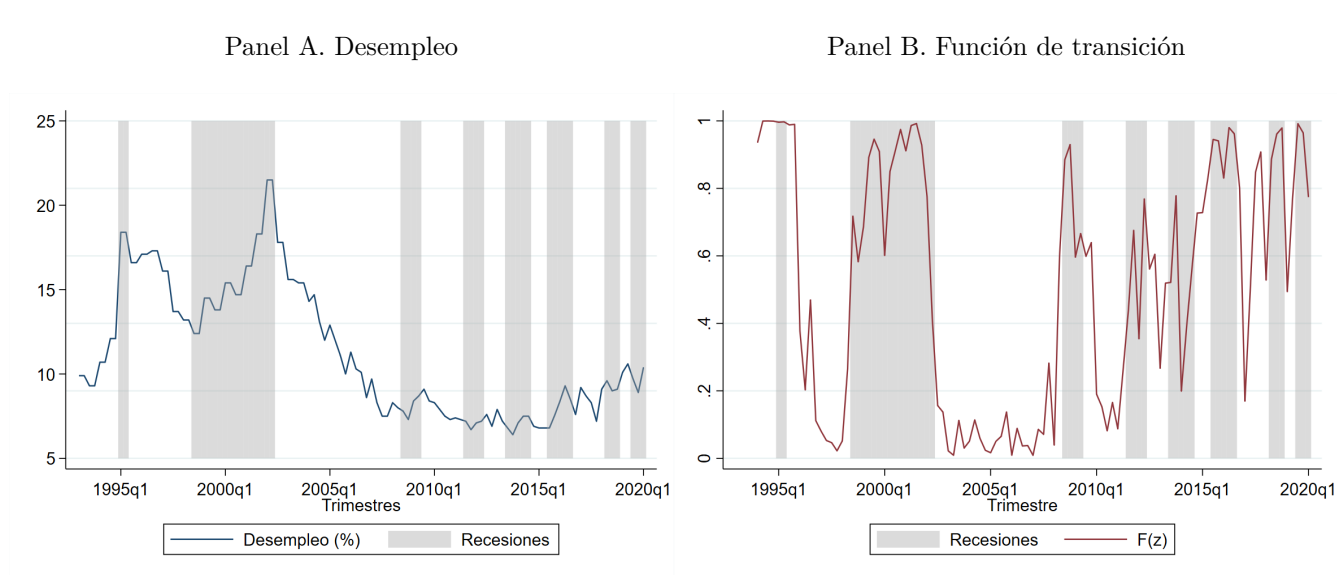 Panel A. Desempleo
25
20
15
10
5
1995q1 2000q1 2005q1 2010q1 2015q1 2020q1
Trimestres
Desempleo (%) Recesiones
Panel B. Función de transición
1
.8
.6
.4
.2
0
1995q1 2000q1 2005q1 2010q1 2015q1 2020q1
Trimestre
Recesiones F(z)